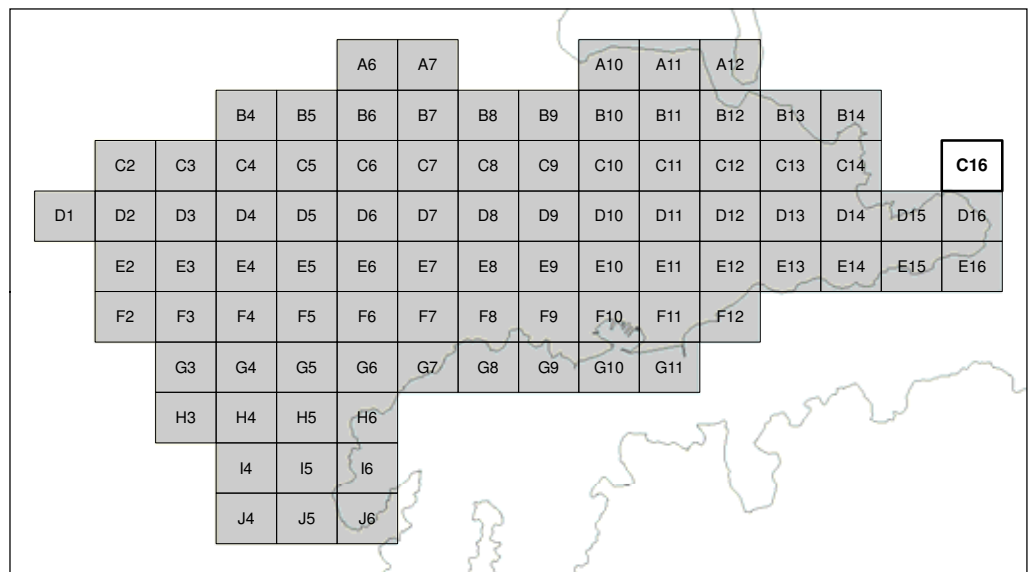 A6 A7 A10 A11 A12
B4 B5 B6 B7 B8 B9 B10 B11 B12 B13 B14
C2 C3 C4 C5 C6 C7 C8 C9 C10 C11 C12 C13 C14 C16
D1 D2 D3 D4 D5 D6 D7 D8 D9 D10 D11 D12 D13 D14 D15 D16
E2 E3 E4 E5 E6 E7 E8 E9 E10 E11 E12 E13 E14 E15 E16
F2 F3 F4 F5 F6 F7 F8 F9 F10 F11 F12
G3 G4 G5 G6 G7 G8 G9 G10 G11
H3 H4 H5 H6
I4 I5 I6
J4 J5 J6